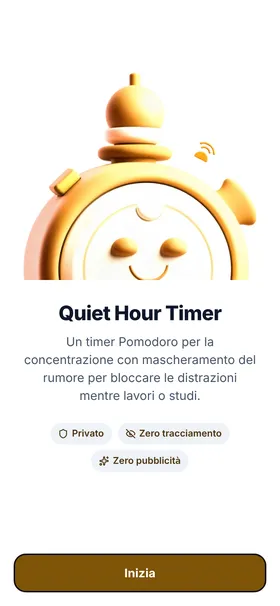 Quiet Hour Timer
Un timer Pomodoro per la
concentrazione con mascheramento del
rumore per bloccare le distrazioni
mentre lavori o studi.
Privato
Zero tracciamento
Zero pubblicità
Inizia